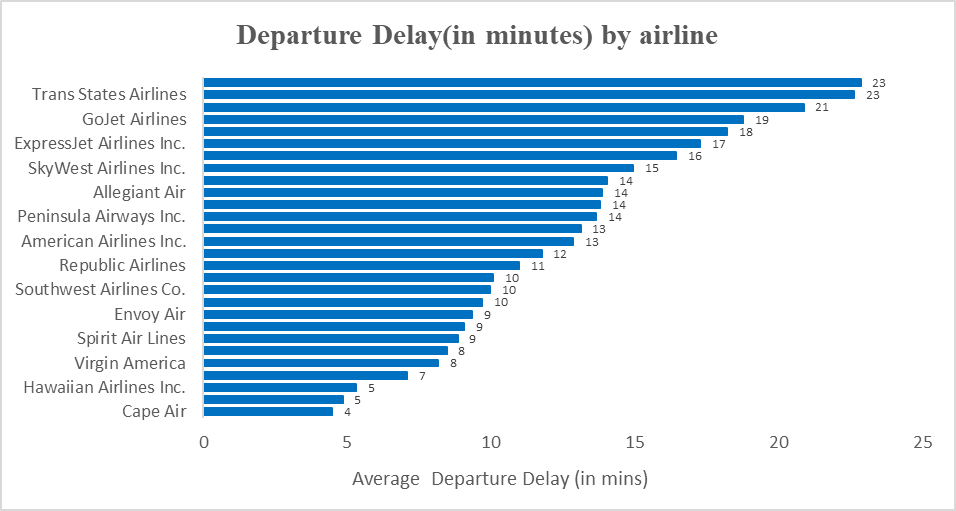 Departure Delay(in minutes) by airline
23
Trans States Airlines 23
21
GoJet Airlines 19
18
ExpressJet Airlines Inc. 17
16
SkyWest Airlines Inc. 15
14
Allegiant Air 14
14
Peninsula Airways Inc. 14
13
American Airlines Inc. 13
12
Republic Airlines 11
10
Southwest Airlines Co. 10
10
Envoy Air 9
9
Spirit Air Lines 9
8
Virgin America 8
7
Hawaiian Airlines Inc. 5
5
Cape Air 4
0 5 10 15 20 25
Average Departure Delay (in mins)